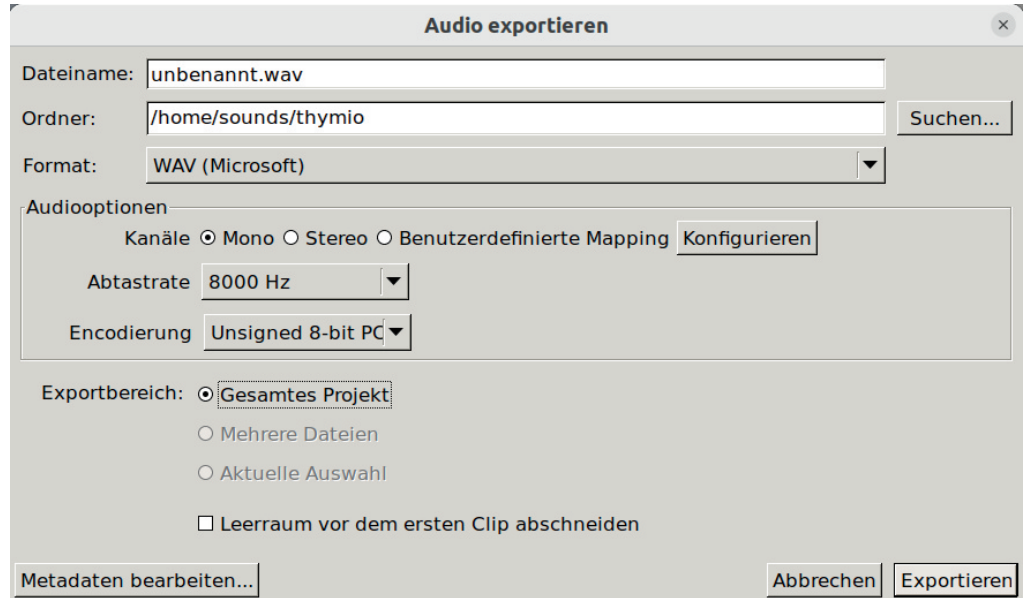 Audio exportieren
Dateiname: unbenannt.wav
Ordner: /home/sounds/thymio Suchen...
Format: WAV (Microsoft)
Audiooptionen
Kanäle Mono Stereo Benutzerdefinierte Mapping Konfigurieren
Abtastrate 8000 Hz
Encodierung Unsigned 8-bit PC
Exportbereich: Gesamtes Projekt
Mehrere Dateien
Aktuelle Auswahl
Leerraum vor dem ersten Clip abschneiden
Metadaten bearbeiten... Abbrechen Exportieren